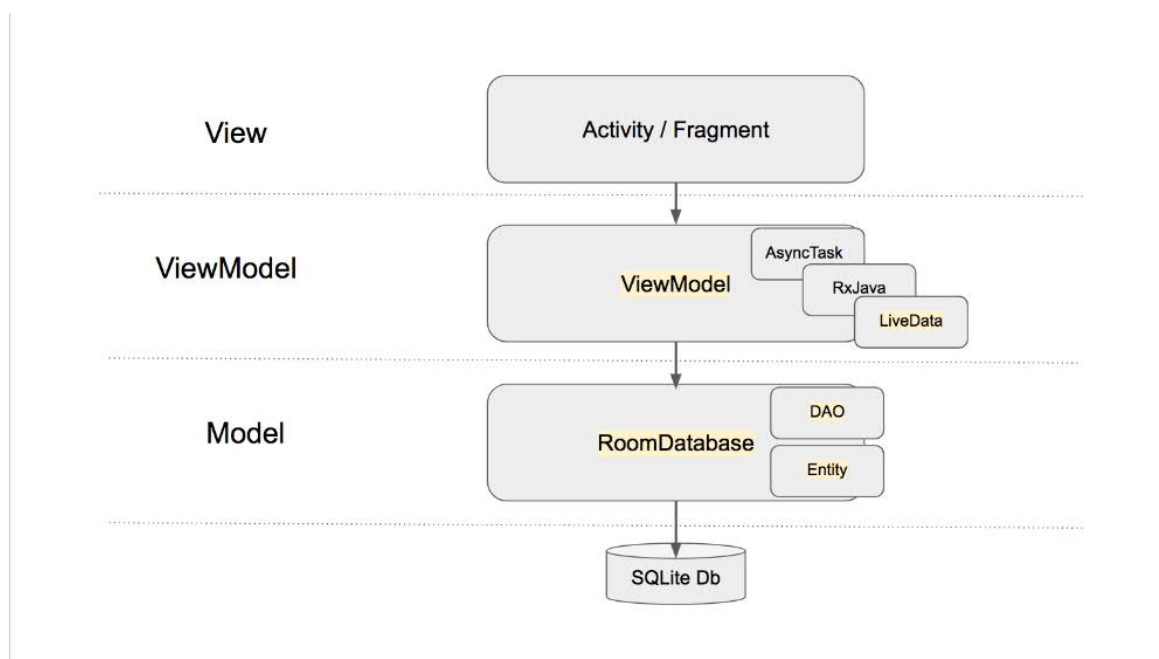 View
Activity / Fragment
ViewModel
ViewModel
AsyncTask
RxJava
LiveData
Model
RoomDatabase
DAO
Entity
SQLite Db